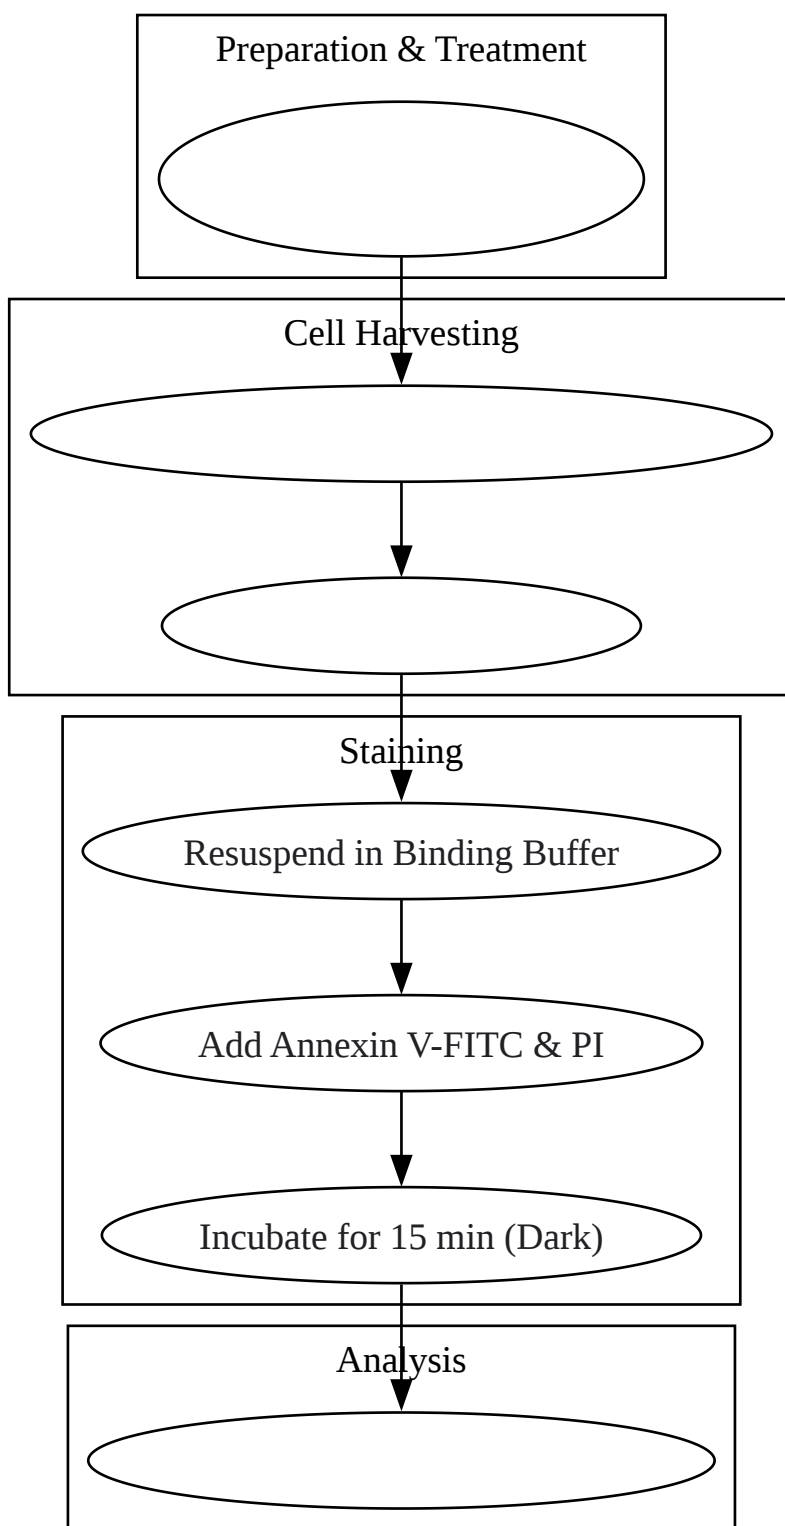 Preparation & Treatment
Cell Harvesting
Staining
Resuspend in Binding Buffer
Add Annexin V-FITC & PI
Incubate for 15 min (Dark)
Analysis